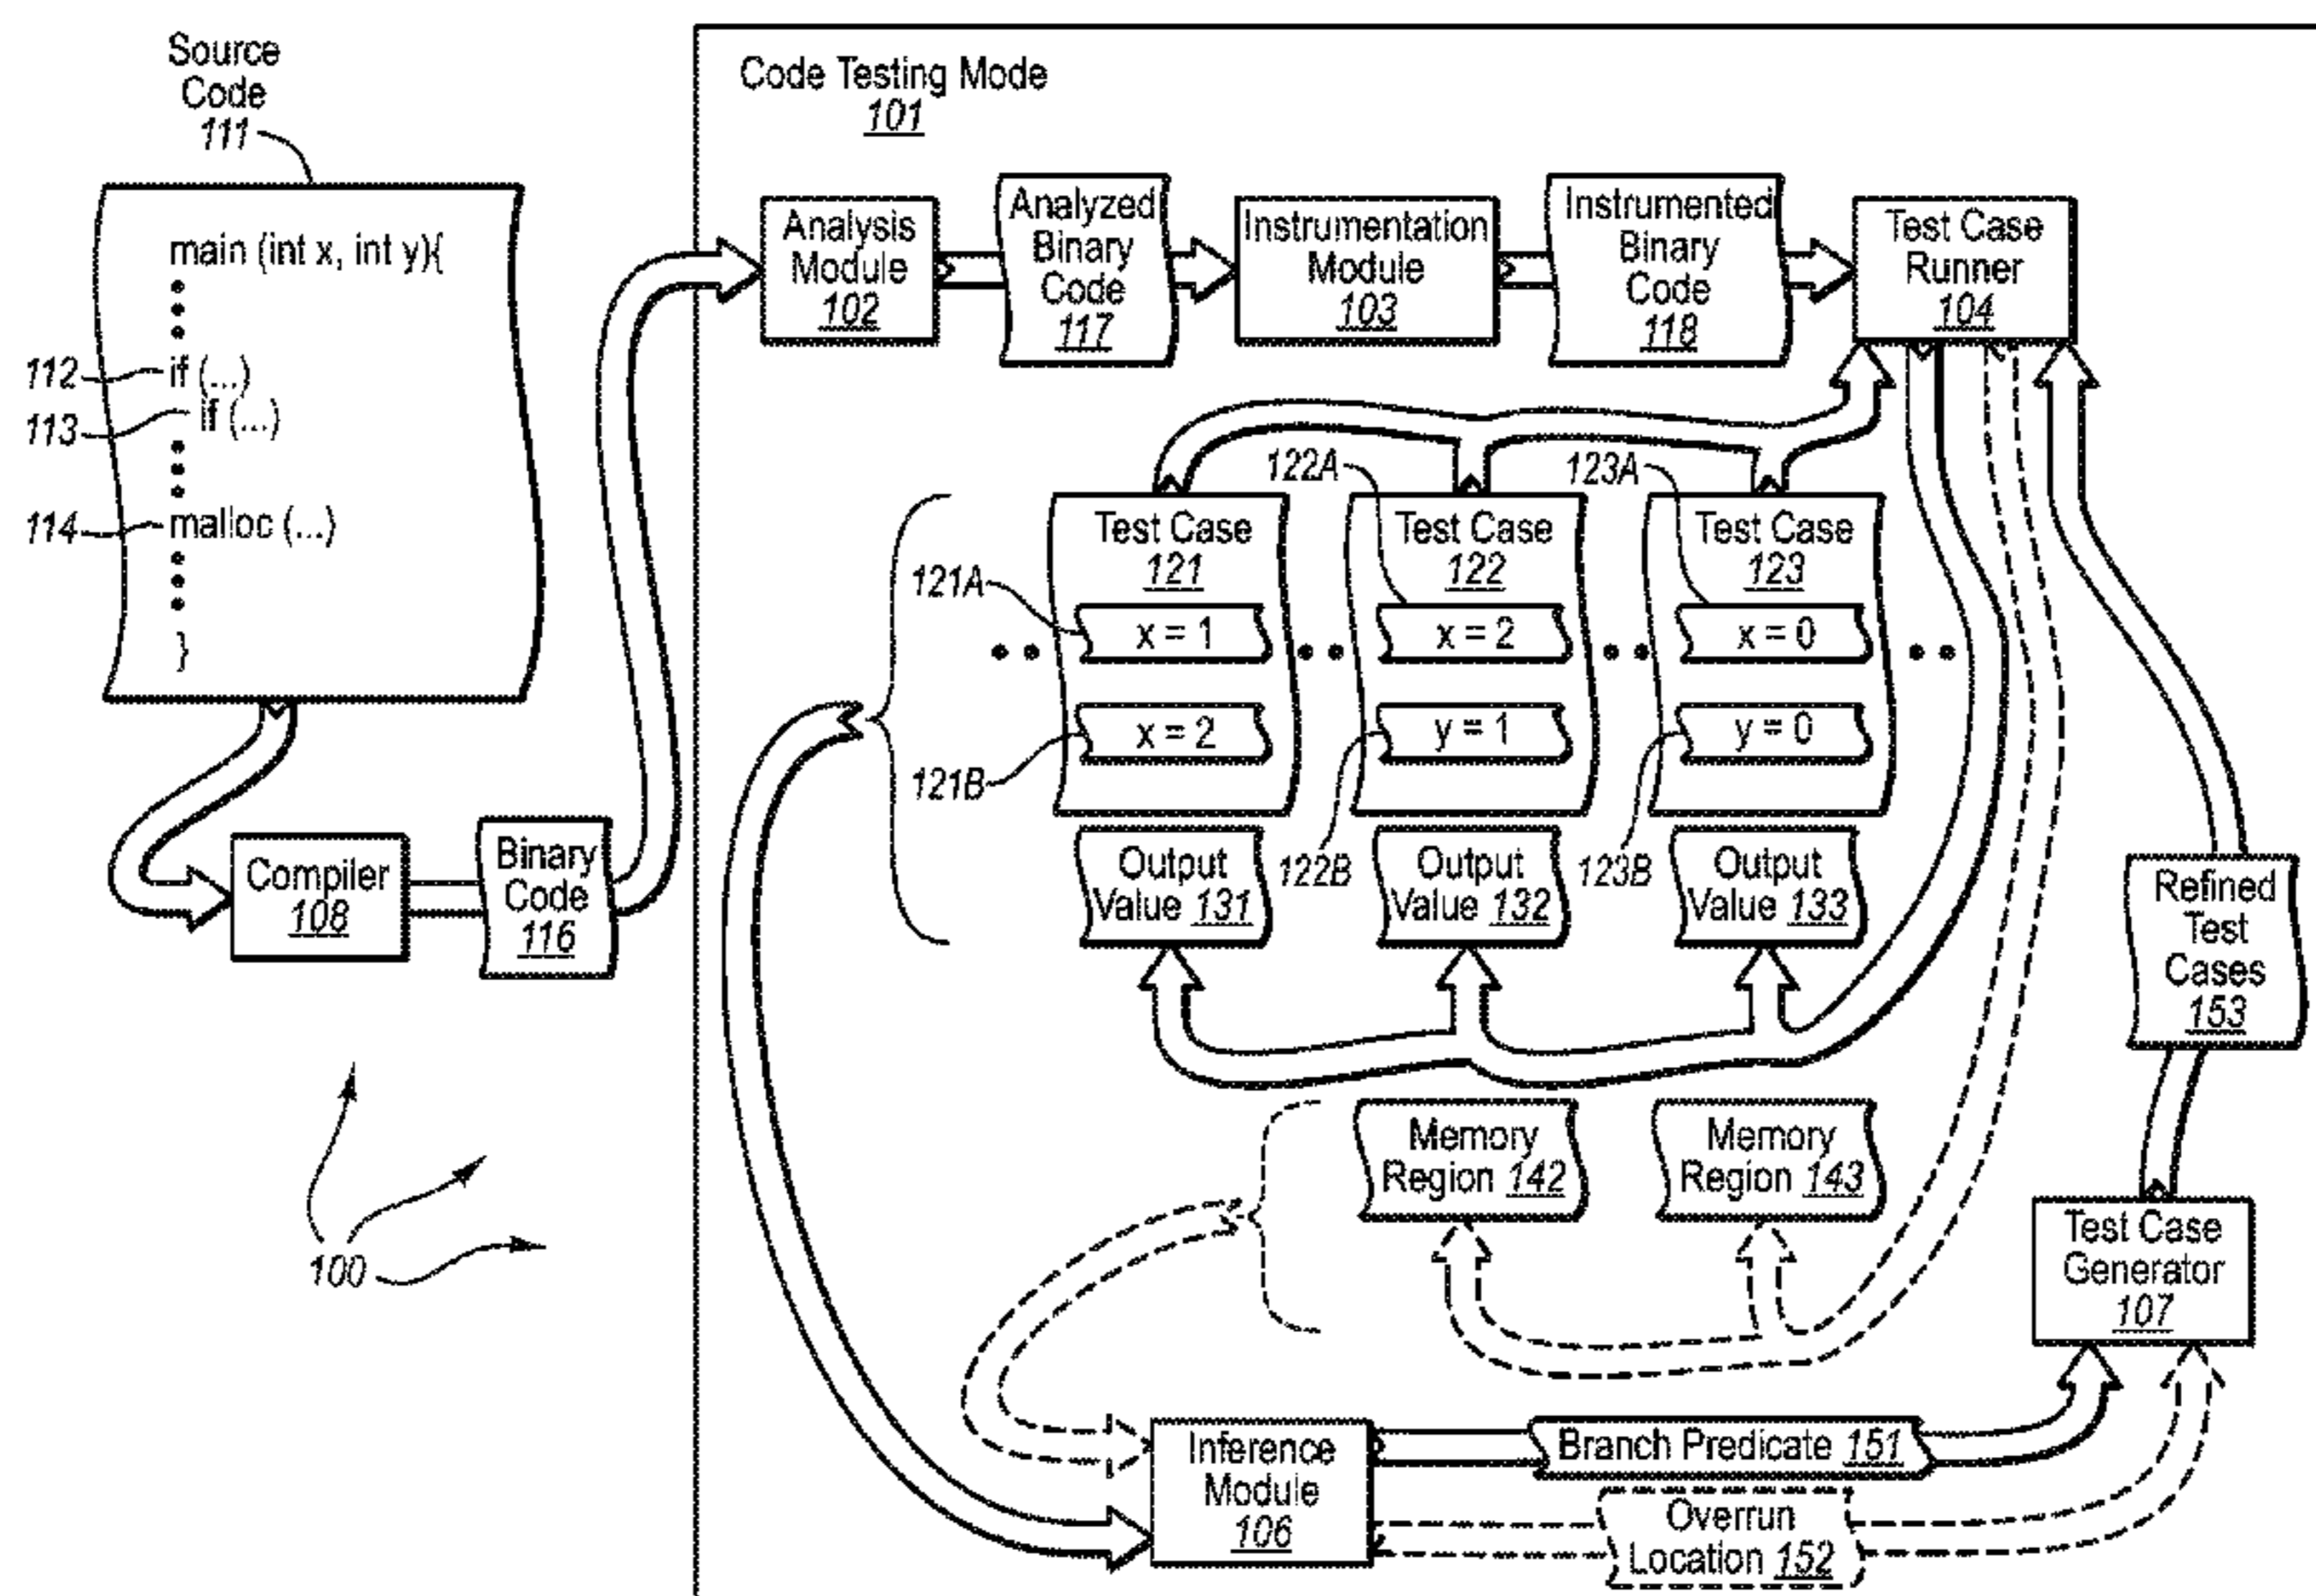 Source
Code
111
main (int x, int y){
112
if (...)
113
if (...)
114
malloc (...)
}
Compiler
108
Binary
Code
116
100
Code Testing Mode
101
Analysis
Module
102
Analyzed
Binary
Code
117
Instrumentation
Module
103
Instrumented
Binary
Code
118
Test Case
Runner
104
Test Case
121
121A
x = 1
121B
x = 2
122A
Test Case
122
x = 2
122B
y = 1
123A
Test Case
123
x = 0
123B
y = 0
Output
Value 131
Output
Value 132
Output
Value 133
Refined
Test
Cases
153
Memory
Region 142
Memory
Region 143
Test Case
Generator
107
Inference
Module
106
Branch Predicate 151
Overrun
Location 152